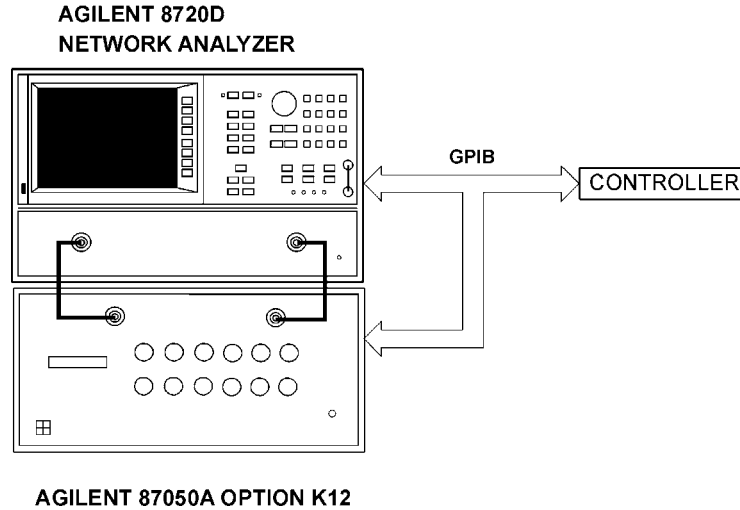 AGILENT 8720D
NETWORK ANALYZER
GPIB
CONTROLLER
AGILENT 87050A OPTION K12